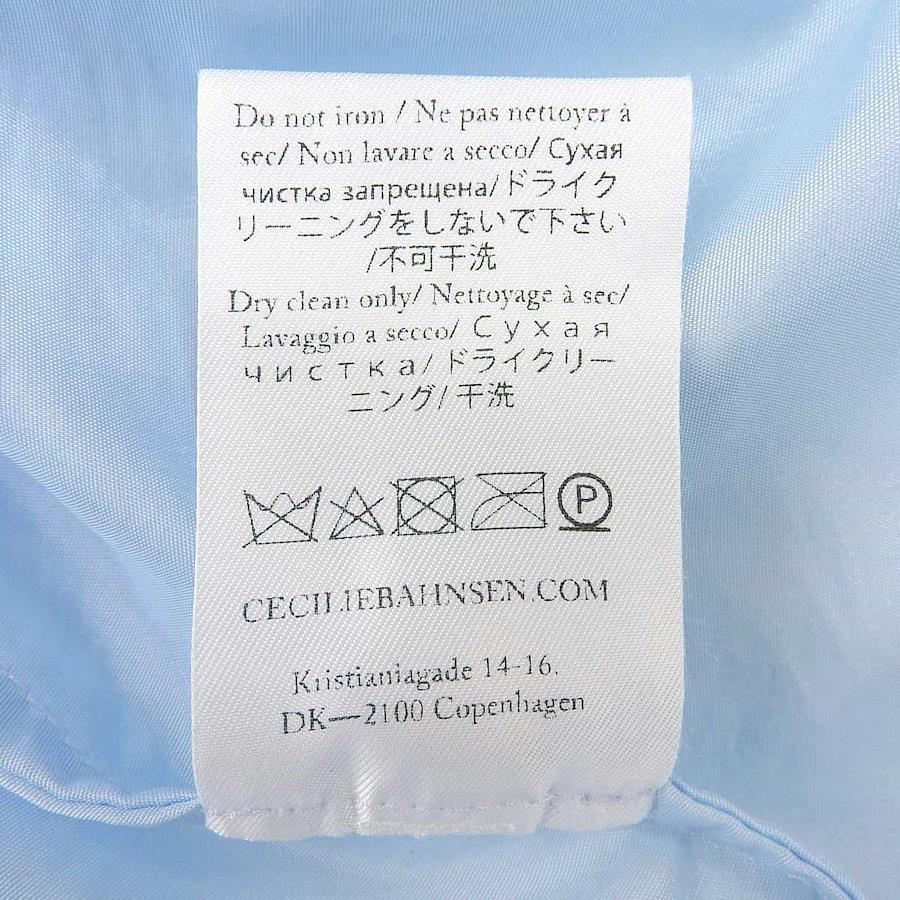 Do not iron / Ne pas nettoyer à
sec/ Non lavare a secco/ Сухая
чистка запрещена/ドライク
リーニングをしないで下さい
/不可干洗
Dry clean only/ Nettoyage à sec/
Lavaggio a secco/ Сухая
чистка/ドライクリー
ニング/干洗
P
CECILIEBAHNSEN.COM
Kristianiagade 14-16.
DK—2100 Copenhagen